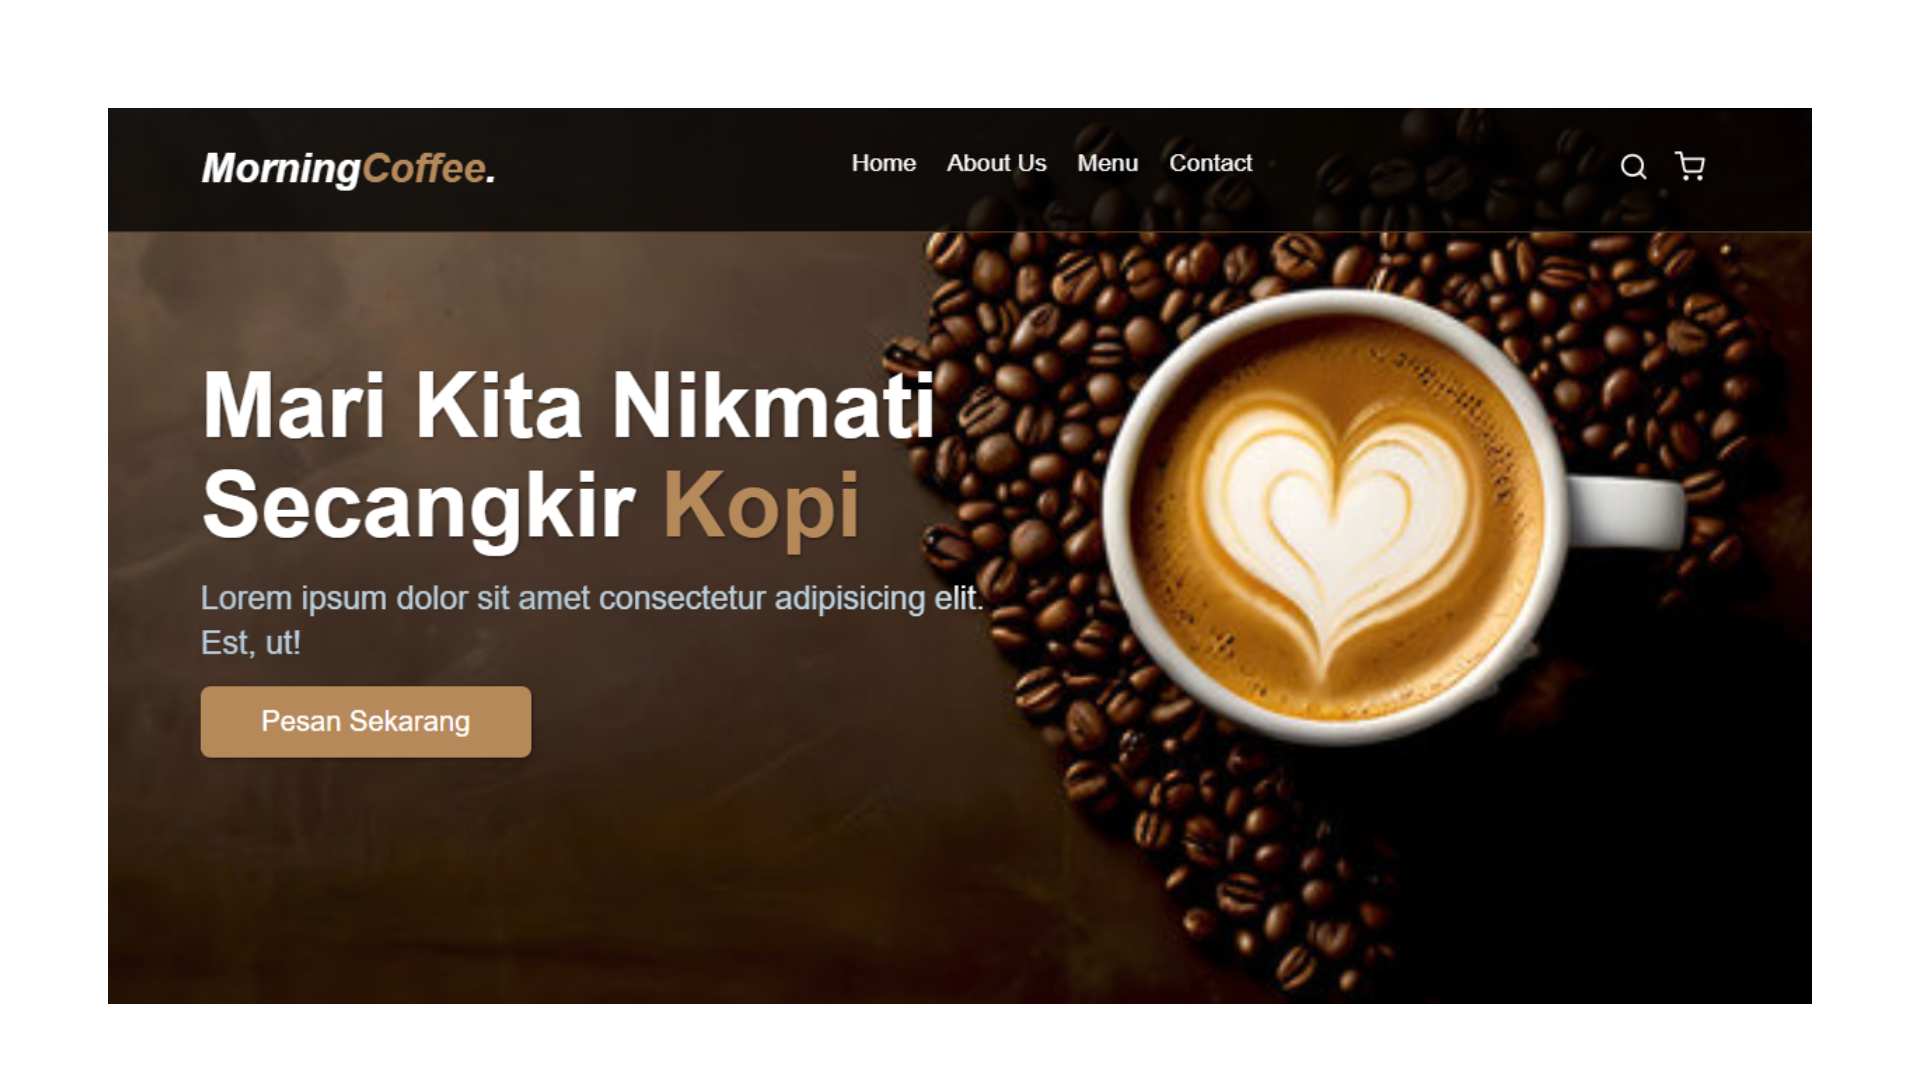 MorningCoffee.
Home About Us Menu Contact
Mari Kita Nikmati
Secangkir Kopi
Lorem ipsum dolor sit amet consectetur adipisicing elit.
Est, ut!
Pesan Sekarang